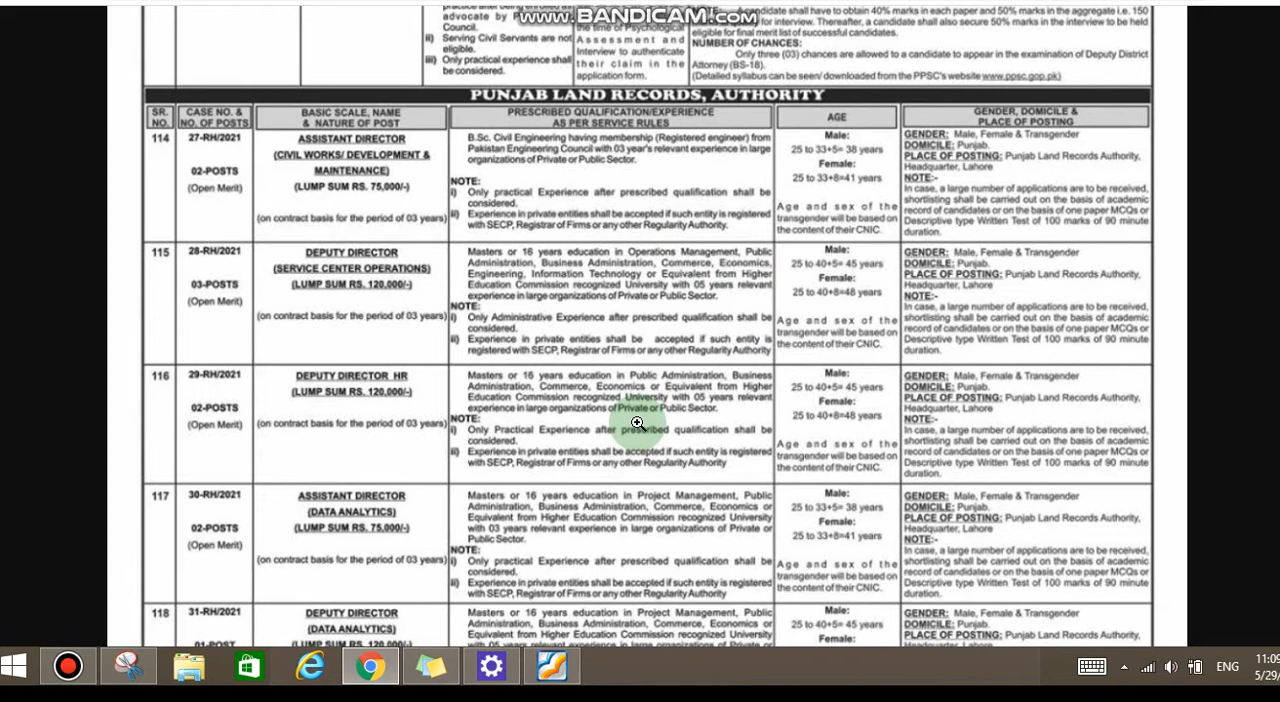 practice after being enrolled as
advocate by
Council.
ii) Serving Civil Servants are not
eligible.
iii) Only practical experience shall
be considered.
the time of Psychological
Assessment and
Interview to authenticate
their claim in the
application form.
www.BANDICAM.com
NOTE: A candidate shall have to obtain 40% marks in each paper and 50% marks in the aggregate i.e. 150
for interview. Thereafter, a candidate shall also secure 50% marks in the interview to be held
eligible for final merit list of successful candidates.
NUMBER OF CHANCES:
Only three (03) chances are allowed to a candidate to appear in the examination of Deputy District
Attorney (BS-18).
(Detailed syllabus can be seen/ downloaded from the PPSC's website www.ppsc.gop.pk)
PUNJAB LAND RECORDS, AUTHORITY
SR. NO.
CASE NO. & NO. OF POSTS
BASIC SCALE, NAME & NATURE OF POST
PRESCRIBED QUALIFICATION/EXPERIENCE AS PER SERVICE RULES
AGE
GENDER, DOMICILE & PLACE OF POSTING
114
27-RH/2021
02-POSTS
(Open Merit)
ASSISTANT DIRECTOR
(CIVIL WORKS/ DEVELOPMENT &
MAINTENANCE)
(LUMP SUM RS. 75,000/-)
(on contract basis for the period of 03 years)
B.Sc. Civil Engineering having membership (Registered engineer) from
Pakistan Engineering Council with 03 year's relevant experience in large
organizations of Private or Public Sector.
NOTE:
i) Only practical Experience after prescribed qualification shall be
considered.
ii) Experience in private entities shall be accepted if such entity is registered
with SECP, Registrar of Firms or any other Regularity Authority.
Male:
25 to 33+5= 38 years
Female:
25 to 33+8=41 years
Age and sex of the
transgender will be based on
the content of their CNIC.
GENDER: Male, Female & Transgender
DOMICILE: Punjab.
PLACE OF POSTING: Punjab Land Records Authority,
Headquarter, Lahore
NOTE:-
In case, a large number of applications are to be received,
shortlisting shall be carried out on the basis of academic
record of candidates or on the basis of one paper MCQs or
Descriptive type Written Test of 100 marks of 90 minute
duration.
115
28-RH/2021
03-POSTS
(Open Merit)
DEPUTY DIRECTOR
(SERVICE CENTER OPERATIONS)
(LUMP SUM RS. 120,000/-)
(on contract basis for the period of 03 years)
Masters or 16 years education in Operations Management, Public
Administration, Business Administration, Commerce, Economics,
Engineering, Information Technology or Equivalent from Higher
Education Commission recognized University with 05 years relevant
experience in large organizations of Private or Public Sector.
NOTE:
i) Only Administrative Experience after prescribed qualification shall be
considered.
ii) Experience in private entities shall be accepted if such entity is
registered with SECP, Registrar of Firms or any other Regularity Authority
Male:
25 to 40+5= 45 years
Female:
25 to 40+8=48 years
Age and sex of the
transgender will be based on
the content of their CNIC.
GENDER: Male, Female & Transgender
DOMICILE: Punjab.
PLACE OF POSTING: Punjab Land Records Authority,
Headquarter, Lahore
NOTE:-
In case, a large number of applications are to be received,
shortlisting shall be carried out on the basis of academic
record of candidates or on the basis of one paper MCQs or
Descriptive type Written Test of 100 marks of 90 minute
duration.
116
29-RH/2021
02-POSTS
(Open Merit)
DEPUTY DIRECTOR HR
(LUMP SUM RS. 120,000/-)
(on contract basis for the period of 03 years)
Masters or 16 years education in Public Administration, Business
Administration, Commerce, Economics or Equivalent from Higher
Education Commission recognized University with 05 years relevant
experience in large organizations of Private or Public Sector.
NOTE:
i) Only Practical Experience after prescribed qualification shall be
considered.
ii) Experience in private entities shall be accepted if such entity is registered
with SECP, Registrar of Firms or any other Regularity Authority
Male:
25 to 40+5= 45 years
Female:
25 to 40+8=48 years
Age and sex of the
transgender will be based on
the content of their CNIC.
GENDER: Male, Female & Transgender
DOMICILE: Punjab.
PLACE OF POSTING: Punjab Land Records Authority,
Headquarter, Lahore
NOTE:-
In case, a large number of applications are to be received,
shortlisting shall be carried out on the basis of academic
record of candidates or on the basis of one paper MCQs or
Descriptive type Written Test of 100 marks of 90 minute
duration.
117
30-RH/2021
02-POSTS
(Open Merit)
ASSISTANT DIRECTOR
(DATA ANALYTICS)
(LUMP SUM RS. 75,000/-)
(on contract basis for the period of 03 years)
Masters or 16 years education in Project Management, Public
Administration, Business Administration, Commerce, Economics or
Equivalent from Higher Education Commission recognized University
with 03 years relevant experience in large organizations of Private or
Public Sector.
NOTE:
i) Only practical Experience after prescribed qualification shall be
considered.
ii) Experience in private entities shall be accepted if such entity is registered
with SECP, Registrar of Firms or any other Regularity Authority
Male:
25 to 33+5= 38 years
Female:
25 to 33+8=41 years
Age and sex of the
transgender will be based on
the content of their CNIC.
GENDER: Male, Female & Transgender
DOMICILE: Punjab.
PLACE OF POSTING: Punjab Land Records Authority,
Headquarter, Lahore
NOTE:-
In case, a large number of applications are to be received,
shortlisting shall be carried out on the basis of academic
record of candidates or on the basis of one paper MCQs or
Descriptive type Written Test of 100 marks of 90 minute
duration.
118
31-RH/2021
01-POST
DEPUTY DIRECTOR
(DATA ANALYTICS)
(LUMP SUM RS. 120,000/-)
Masters or 16 years education in Project Management, Public
Administration, Business Administration, Commerce, Economics or
Equivalent from Higher Education Commission recognized University
with 05 years relevant experience in large organizations of Private or
Male:
25 to 40+5= 45 years
Female:
GENDER: Male, Female & Transgender
DOMICILE: Punjab.
PLACE OF POSTING: Punjab Land Records Authority,
Headquarter, Lahore
ENG
11:09
5/29/